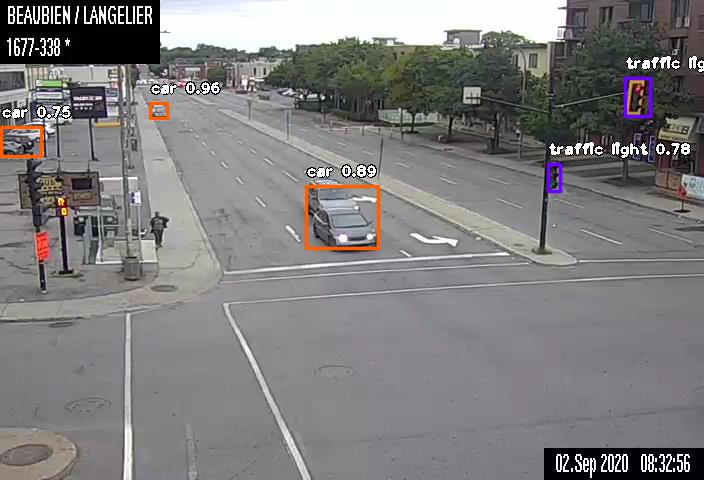 BEAUBIEN / LANGELIER
1677-338 *
car 0.96
traffic lig
car 0.75
traffic light 0.78
car 0.89
02.Sep 2020 08:32:56